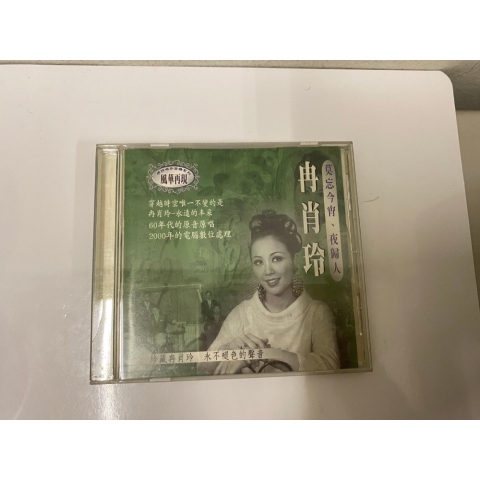 風華再現
穿越時空唯一不變的是
冉肖玲-永遠的本采
60年代的原音原唱
2000年的電腦數位處理
冉肖玲
莫忘今宵、夜歸人
珍藏冉肖玲 永不褪色的聲音